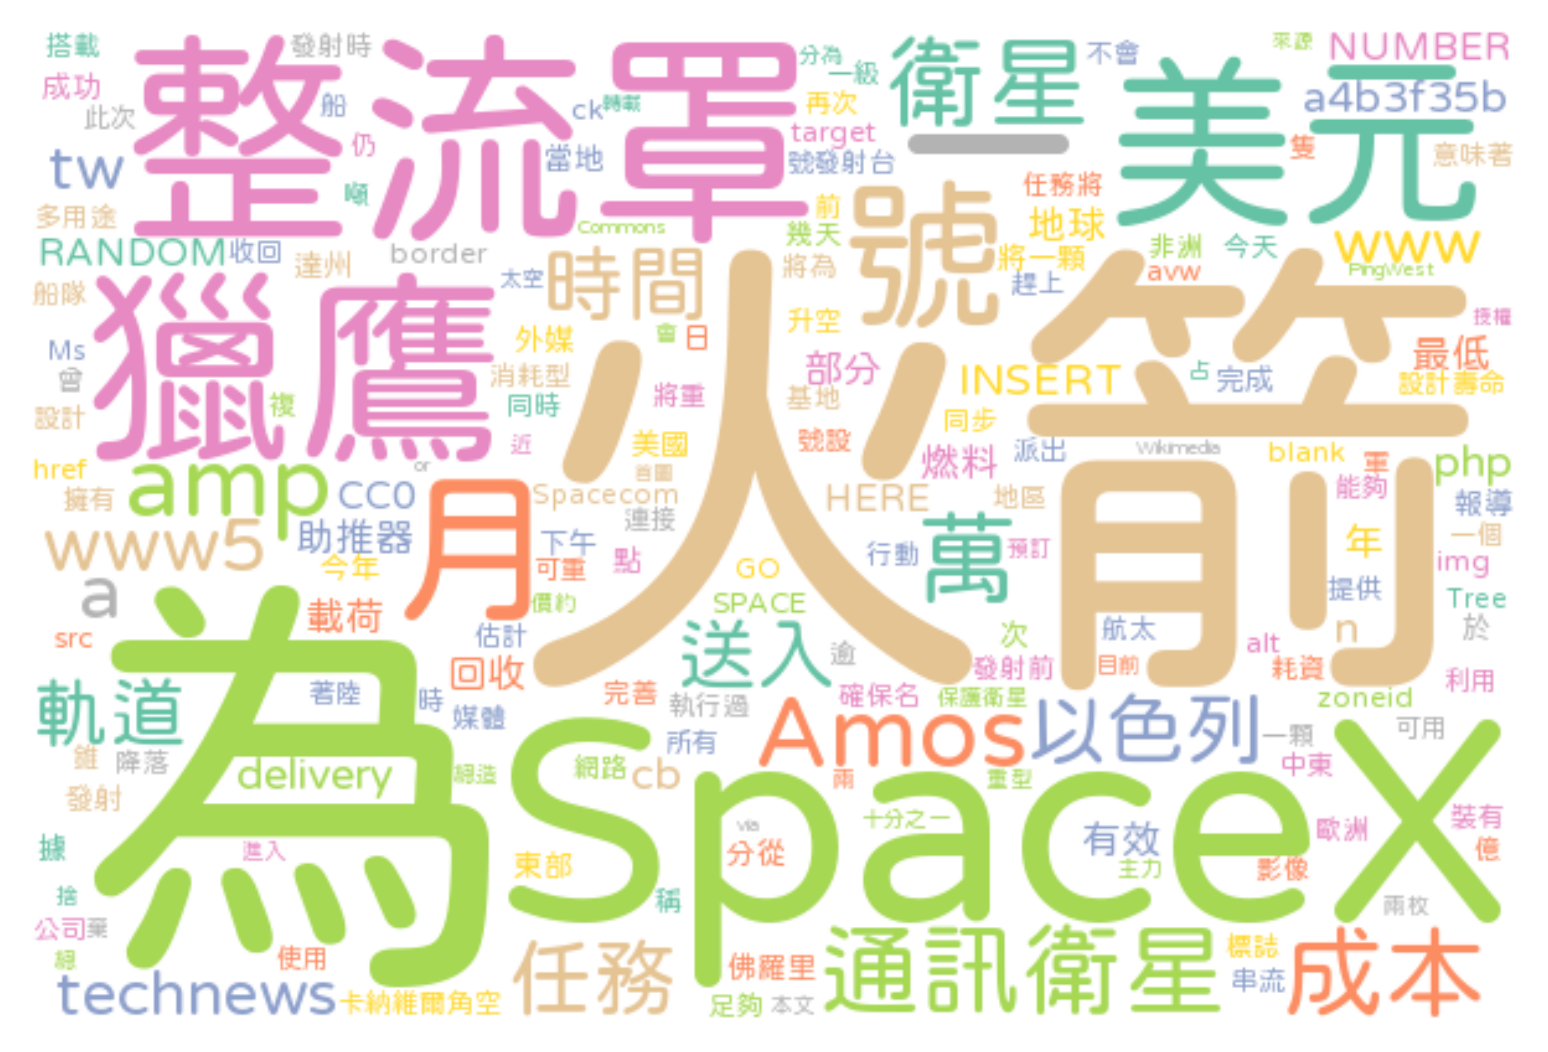 搭載 整流罩 發射時 分為 衛星 不會 美元 來源 NUMBER
成功 船 ck 轉載 一級 再次 a4b3f35b
此次 仍 當地 target 一 隻 意味著
tw 噸 號發射台 任務將
多用途 Commons 前 號 地球
RANDOM 收回 border 幾天 將一顆 非洲 今天 www
達州 太空 時間 將為 趕上 avw PingWest
船隊 獵鷹 升空 火箭 授權
Ms 外媒 會 日 部分 最低
曾 消耗型 將重 基地 INSERT 占 完成 設計壽命
設計 複 同時 美國 號設 同步
href amp 近 首圖 燃料 派出 Wikimedia blank 軍 php
or
擁有 CC0 月 Spacecom HERE 地區 能夠 報導
www5 助推器 下午 連接 行動 萬 預訂 年 一個
今年 可重 點 GO img
a 載荷 價約 SPACE 提供 Tree
src 為 估計 送入 逾 次 航太 n 於
回收 發射前 目前 alt 耗資 利用
軌道 著陸 時 完善 執行過 確保名 保護衛星 zoneid
媒體 所有 Amos 以色列 一顆 可用
降落 delivery 網路 cb 雨 重型 中東
發射 SpaceX
via 十分之一 有效 歐洲 裝有
據 進入 東部 分從 主力 影像 億
捨 稱 兩枚
公司 棄 任務 通訊衛星 標誌 成本
使用 佛羅里 串流
technews 卡納維爾角空 足夠 本文